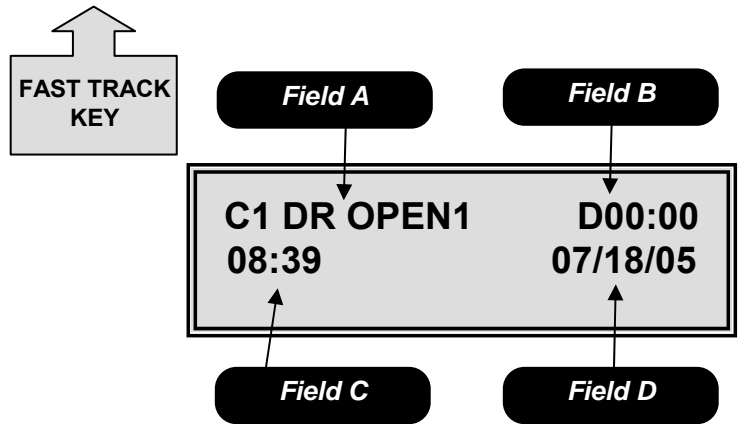 FAST TRACK
KEY
Field A
Field B
C1 DR OPEN1 D00:00
08:39 07/18/05
Field C
Field D